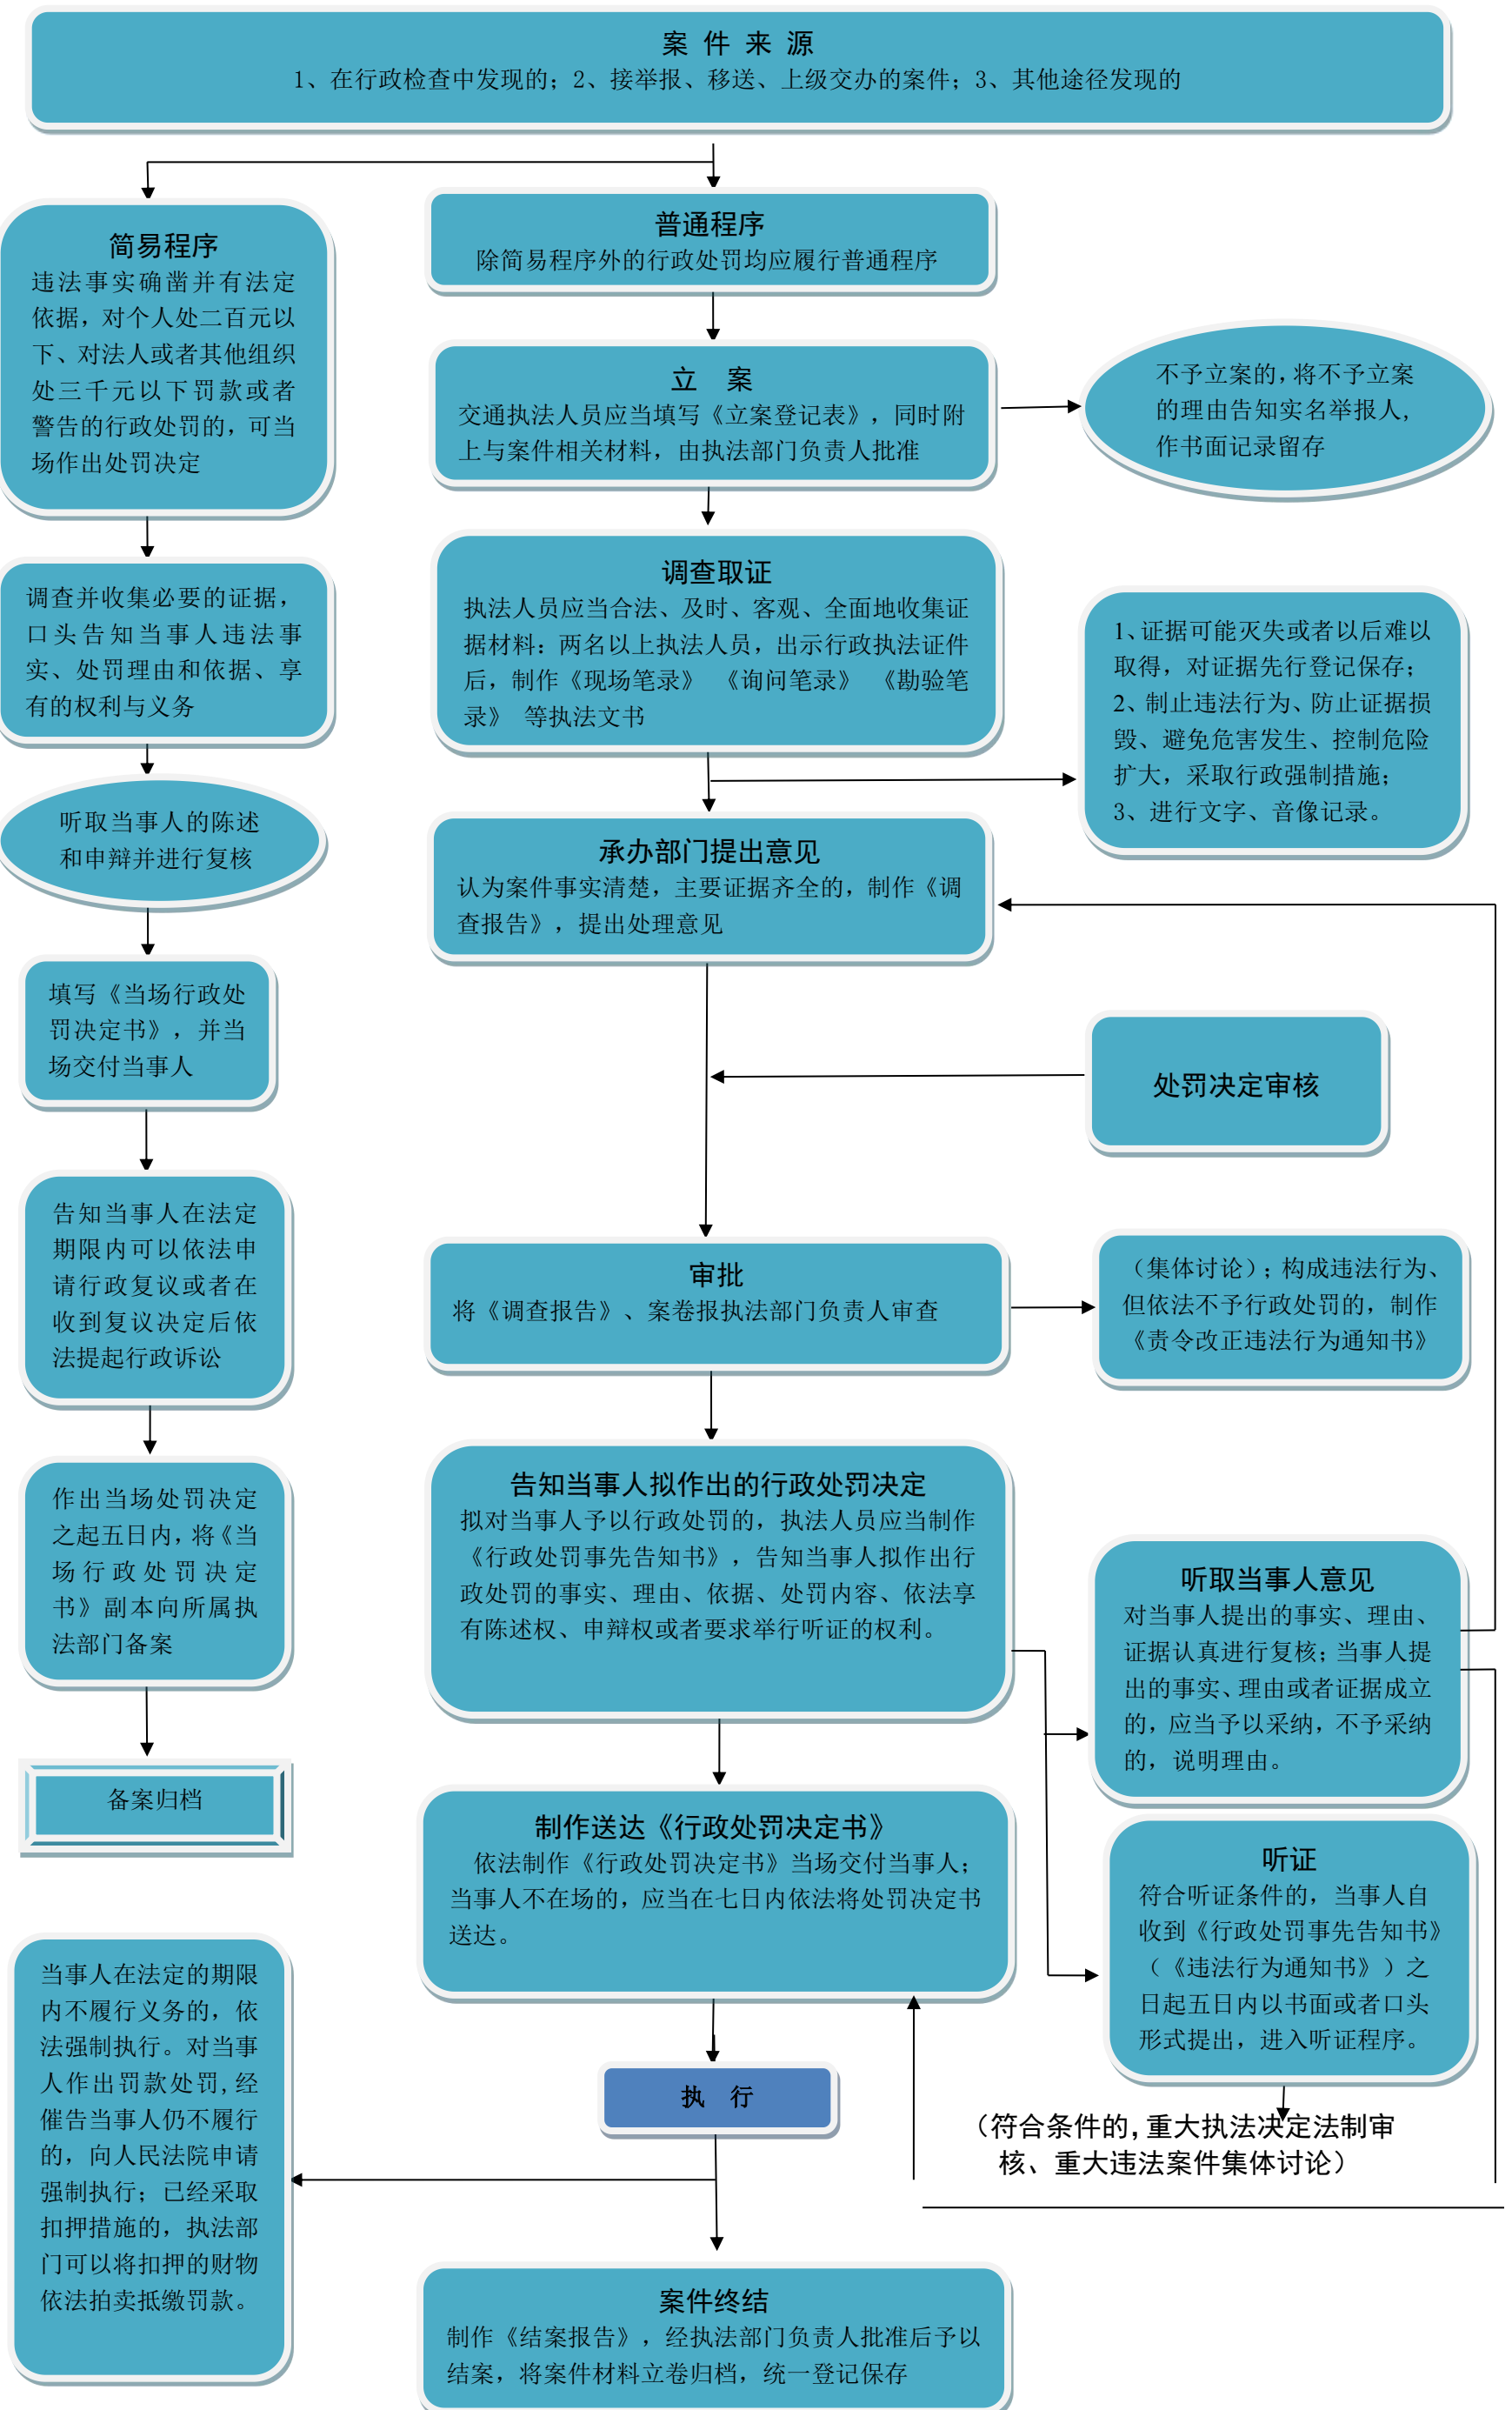 案 件 来 源
1、在行政检查中发现的；2、接举报、移送、上级交办的案件；3、其他途径发现的
简易程序
违法事实确凿并有法定
依据，对个人处二百元以
下、对法人或者其他组织
处三千元以下罚款或者
警告的行政处罚的，可当
场作出处罚决定
调查并收集必要的证据，
口头告知当事人违法事
实、处罚理由和依据、享
有的权利与义务
听取当事人的陈述
和申辩并进行复核
填写《当场行政处
罚决定书》，并当
场交付当事人
告知当事人在法定
期限内可以依法申
请行政复议或者在
收到复议决定后依
法提起行政诉讼
作出当场处罚决定
之起五日内，将《当
场行政处罚决定
书》副本向所属执
法部门备案
备案归档
当事人在法定的期限
内不履行义务的，依
法强制执行。对当事
人作出罚款处罚,经
催告当事人仍不履行
的，向人民法院申请
强制执行；已经采取
扣押措施的，执法部
门可以将扣押的财物
依法拍卖抵缴罚款。
普通程序
除简易程序外的行政处罚均应履行普通程序
立 案
交通执法人员应当填写《立案登记表》，同时附
上与案件相关材料，由执法部门负责人批准
不予立案的，将不予立案
的理由告知实名举报人，
作书面记录留存
调查取证
执法人员应当合法、及时、客观、全面地收集证
据材料：两名以上执法人员，出示行政执法证件
后，制作《现场笔录》 《询问笔录》 《勘验笔
录》 等执法文书
1、证据可能灭失或者以后难以
取得，对证据先行登记保存；
2、制止违法行为、防止证据损
毁、避免危害发生、控制危险
扩大，采取行政强制措施；
3、进行文字、音像记录。
承办部门提出意见
认为案件事实清楚，主要证据齐全的，制作《调
查报告》，提出处理意见
处罚决定审核
审批
将《调查报告》、案卷报执法部门负责人审查
（集体讨论）；构成违法行为、
但依法不予行政处罚的，制作
《责令改正违法行为通知书》
告知当事人拟作出的行政处罚决定
拟对当事人予以行政处罚的，执法人员应当制作
《行政处罚事先告知书》，告知当事人拟作出行
政处罚的事实、理由、依据、处罚内容、依法享
有陈述权、申辩权或者要求举行听证的权利。
听取当事人意见
对当事人提出的事实、理由、
证据认真进行复核；当事人提
出的事实、理由或者证据成立
的，应当予以采纳，不予采纳
的，说明理由。
制作送达《行政处罚决定书》
依法制作《行政处罚决定书》当场交付当事人；
当事人不在场的，应当在七日内依法将处罚决定书
送达。
听证
符合听证条件的，当事人自
收到《行政处罚事先告知书》
（《违法行为通知书》）之
日起五日内以书面或者口头
形式提出，进入听证程序。
（符合条件的，重大执法决定法制审
核、重大违法案件集体讨论）
执 行
案件终结
制作《结案报告》，经执法部门负责人批准后予以
结案，将案件材料立卷归档，统一登记保存